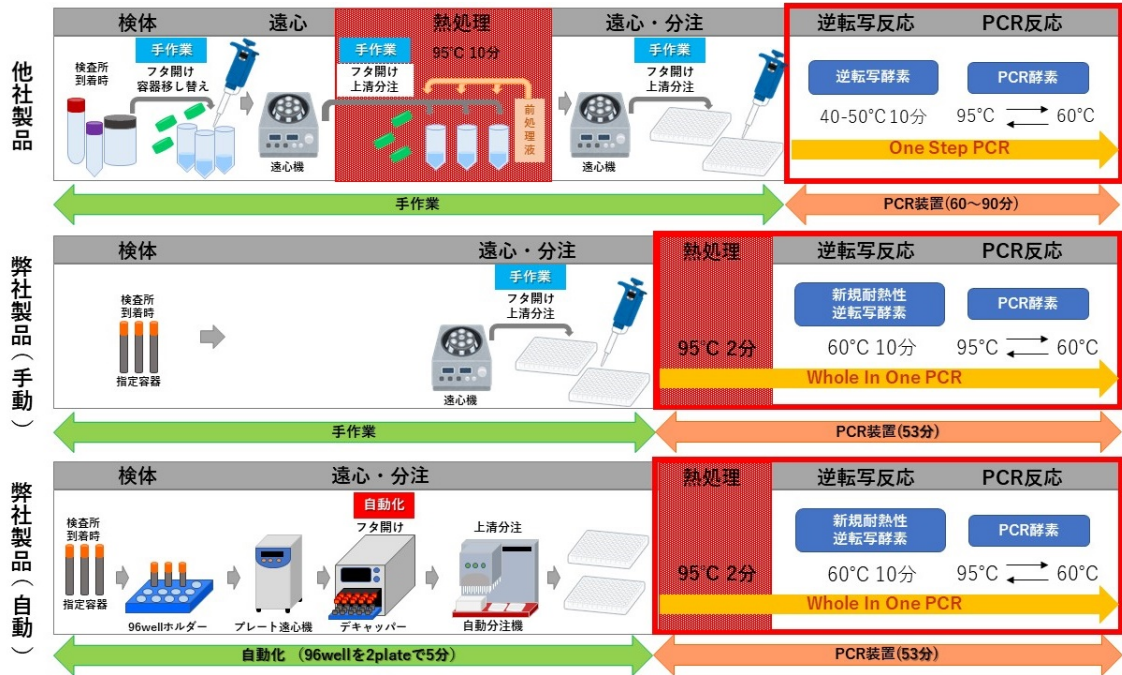 他社製品
検体
遠心
熱処理
遠心・分注
逆転写反応
PCR反応
検査所
到着時
手作業
フタ開け
容器移し替え
遠心機
手作業
フタ開け
上清分注
95℃ 10分
前処理液
遠心機
手作業
フタ開け
上清分注
逆転写酵素
40-50℃ 10分
PCR酵素
95℃
60℃
One Step PCR
手作業
PCR装置(60～90分)
弊社製品(手動)
検体
遠心・分注
熱処理
逆転写反応
PCR反応
検査所
到着時
指定容器
手作業
フタ開け
上清分注
遠心機
95℃ 2分
新規耐熱性
逆転写酵素
60℃ 10分
PCR酵素
95℃
60℃
Whole In One PCR
手作業
PCR装置(53分)
弊社製品(自動)
検体
遠心・分注
熱処理
逆転写反応
PCR反応
検査所
到着時
指定容器
96wellホルダー
プレート遠心機
自動化
フタ開け
デキャッパー
上清分注
自動分注機
95℃ 2分
新規耐熱性
逆転写酵素
60℃ 10分
PCR酵素
95℃
60℃
Whole In One PCR
自動化 (96wellを2plateで5分)
PCR装置(53分)